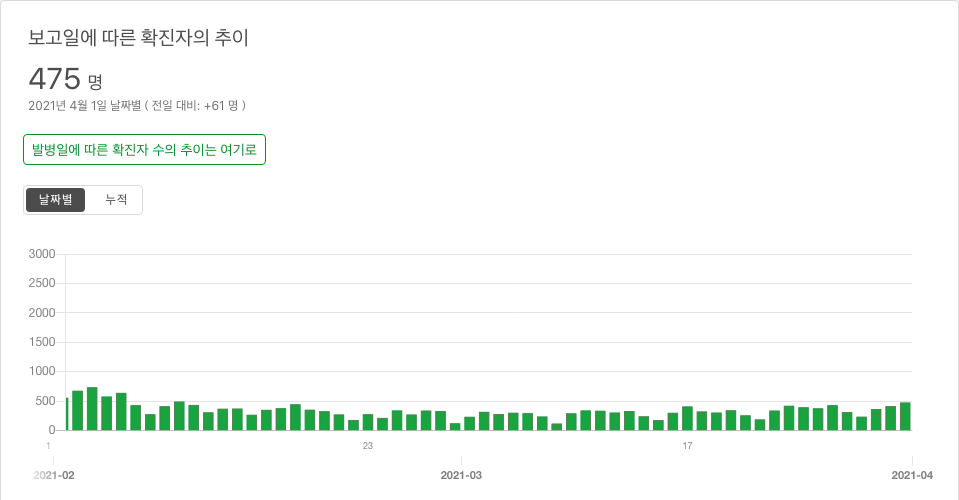 보고일에 따른 확진자의 추이
475 명
2021년 4월 1일 날짜별 ( 전일 대비: +61 명 )
발병일에 따른 확진자 수의 추이는 여기로
날짜별 누적
3000
2500
2000
1500
1000
500
0
1 23 17
2021-02 2021-03 2021-04